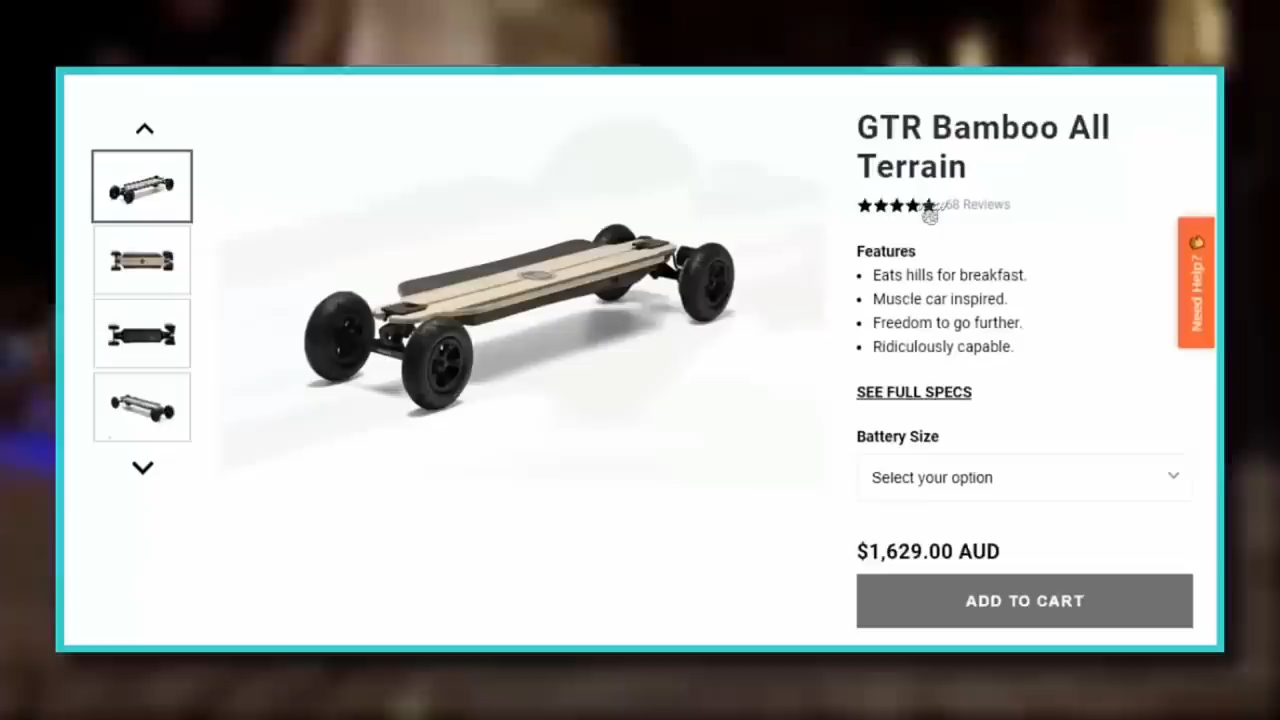 GTR Bamboo All
Terrain
68 Reviews
Features
Eats hills for breakfast.
Muscle car inspired.
Freedom to go further.
Ridiculously capable.
SEE FULL SPECS
Battery Size
Select your option
$1,629.00 AUD
ADD TO CART
Need Help?